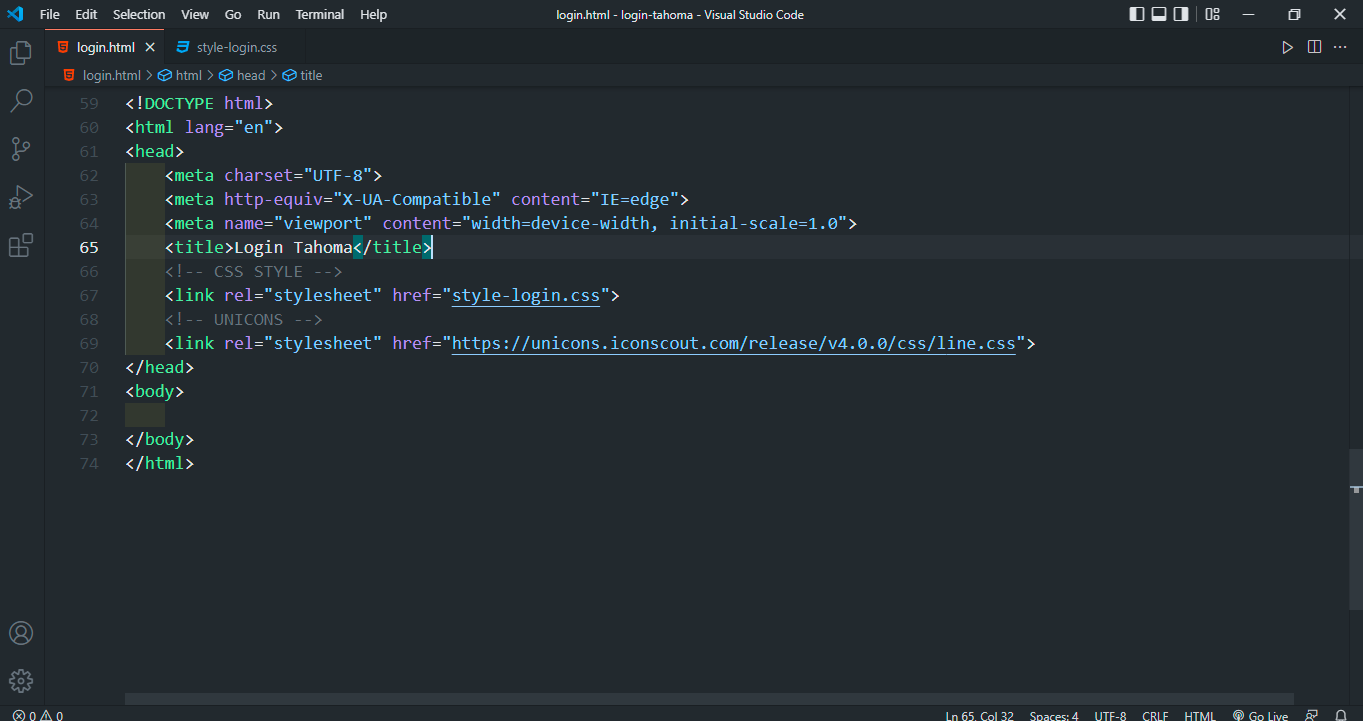 File Edit Selection View Go Run Terminal Help login.html - login-tahoma - Visual Studio Code
login.html style-login.css
login.html > html > head > title
59 <!DOCTYPE html>
60 <html lang="en">
61 <head>
62 <meta charset="UTF-8">
63 <meta http-equiv="X-UA-Compatible" content="IE=edge">
64 <meta name="viewport" content="width=device-width, initial-scale=1.0">
65 <title>Login Tahoma</title>
66 <!-- CSS STYLE -->
67 <link rel="stylesheet" href="style-login.css">
68 <!-- UNICONS -->
69 <link rel="stylesheet" href="https://unicons.iconscout.com/release/v4.0.0/css/line.css">
70 </head>
71 <body>
72
73 </body>
74 </html>
0 0 Ln 65, Col 32 Spaces: 4 UTF-8 CRLF HTML Go Live